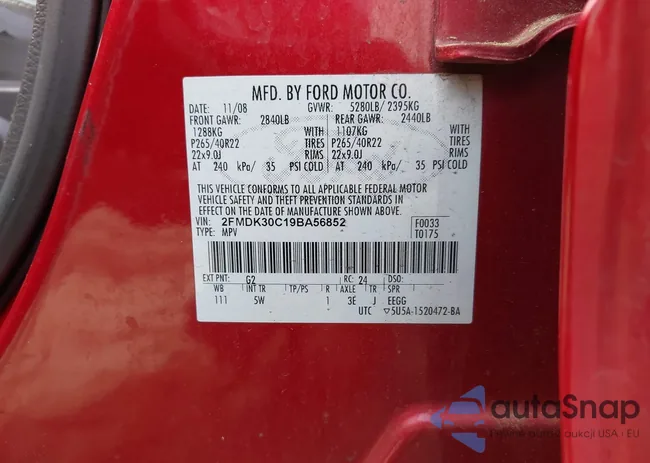 MFD. BY FORD MOTOR CO.
DATE: 11/08 GVWR: 5280LB/ 2395KG
FRONT GAWR: 2840LB REAR GAWR: 2440LB
1288KG WITH 1107KG WITH
P265/40R22 TIRES P265/40R22 TIRES
22x9.0J RIMS 22x9.0J RIMS
AT 240 kPa/ 35 PSI COLD AT 240 kPa/ 35 PSI COLD
THIS VEHICLE CONFORMS TO ALL APPLICABLE FEDERAL MOTOR
VEHICLE SAFETY AND THEFT PREVENTION STANDARDS IN
EFFECT ON THE DATE OF MANUFACTURE SHOWN ABOVE.
VIN: 2FMDK30C19BA56852 F0033
TYPE: MPV T0175
EXT PNT: G2 RC: 24 DSO:
WB INT TR TP/PS R AXLE TR SPR
111 5W 1 3E J EEGG
UTC ▽5U5A-1520472-BA
autaSnap
aukcji USA i EU